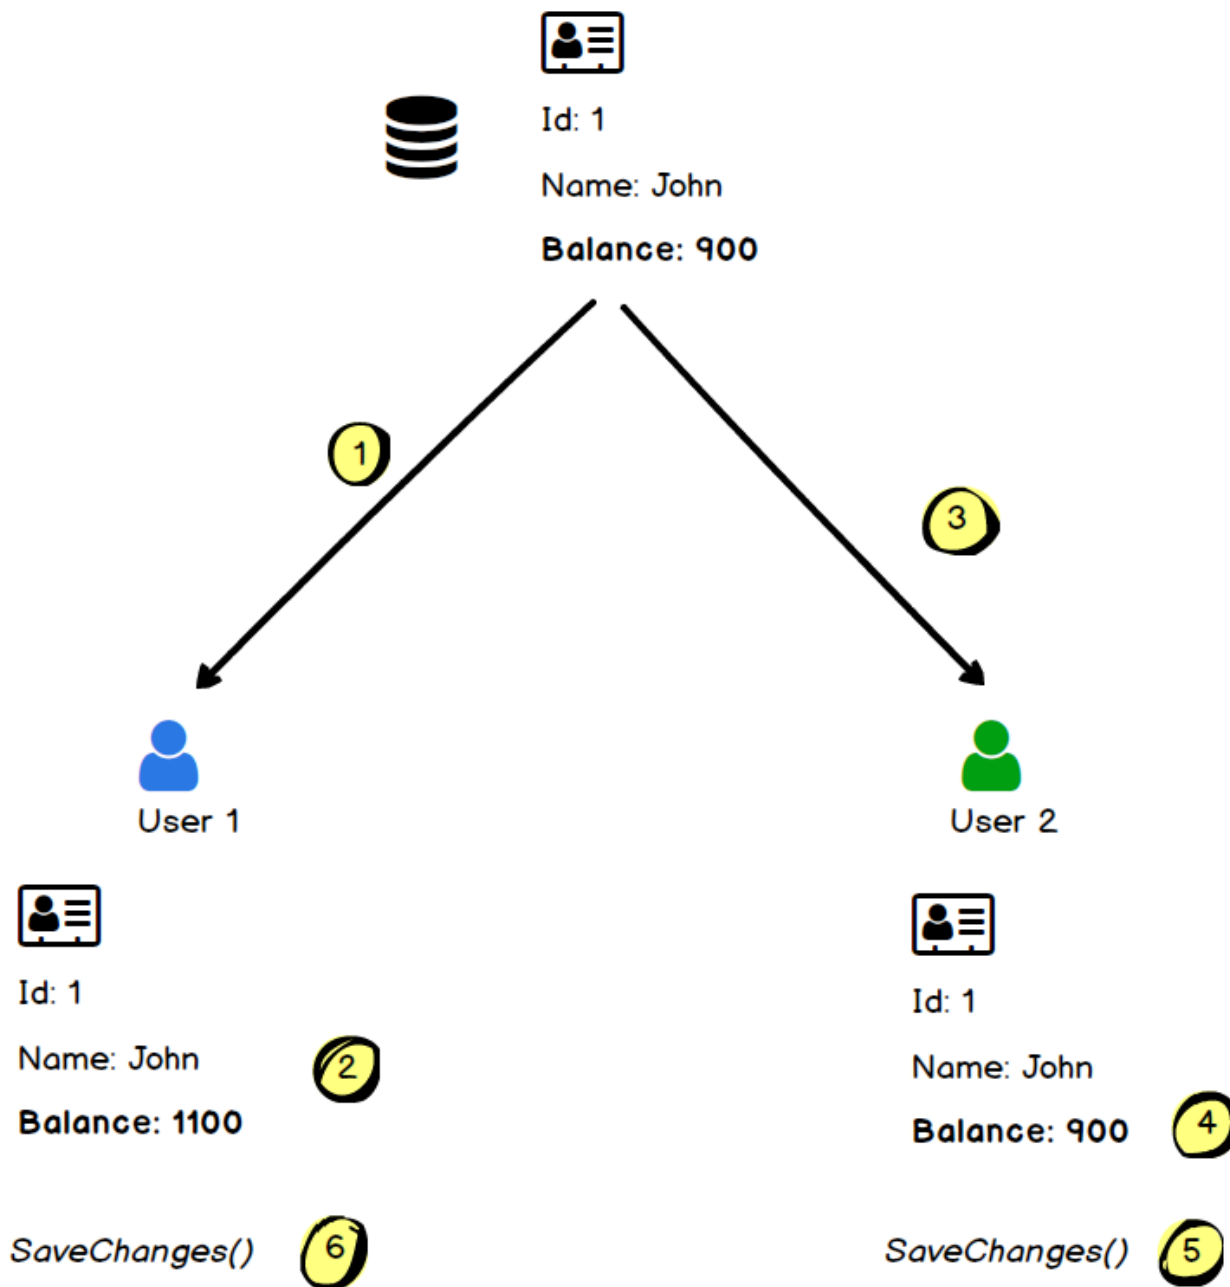 Id: 1
Name: John
Balance: 900
1
3
User 1
User 2
Id: 1
Name: John
2
Balance: 1100
SaveChanges()
6
Id: 1
Name: John
Balance: 900
4
SaveChanges()
5